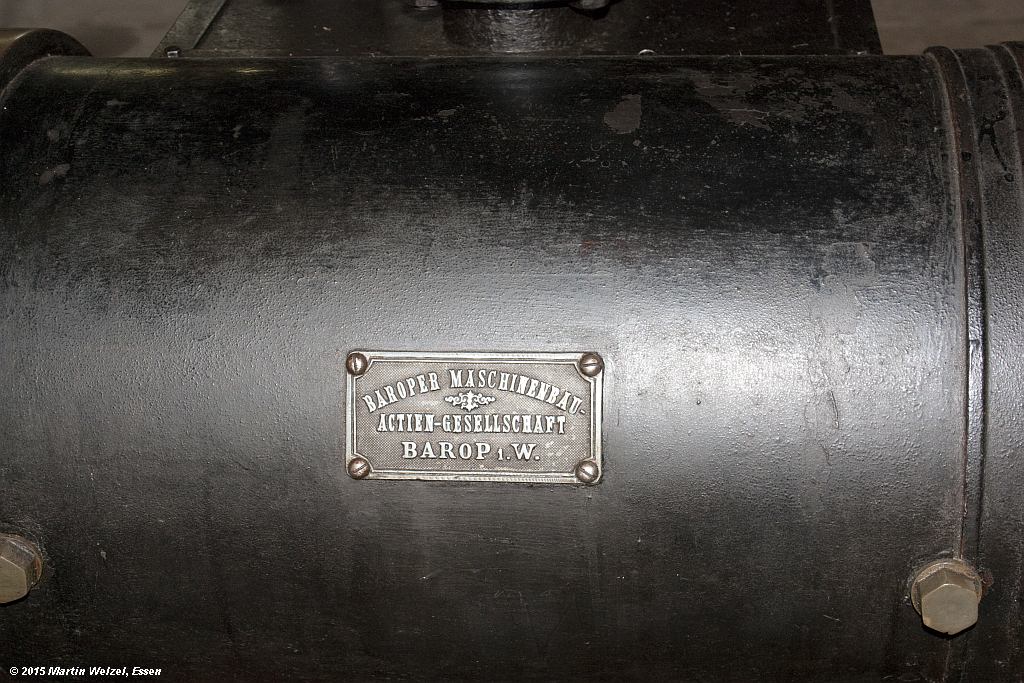 BAROPER MASCHINENBAU-
ACTIEN-GESELLSCHAFT
BAROP i. W.
© 2015 Martin Welzel, Essen